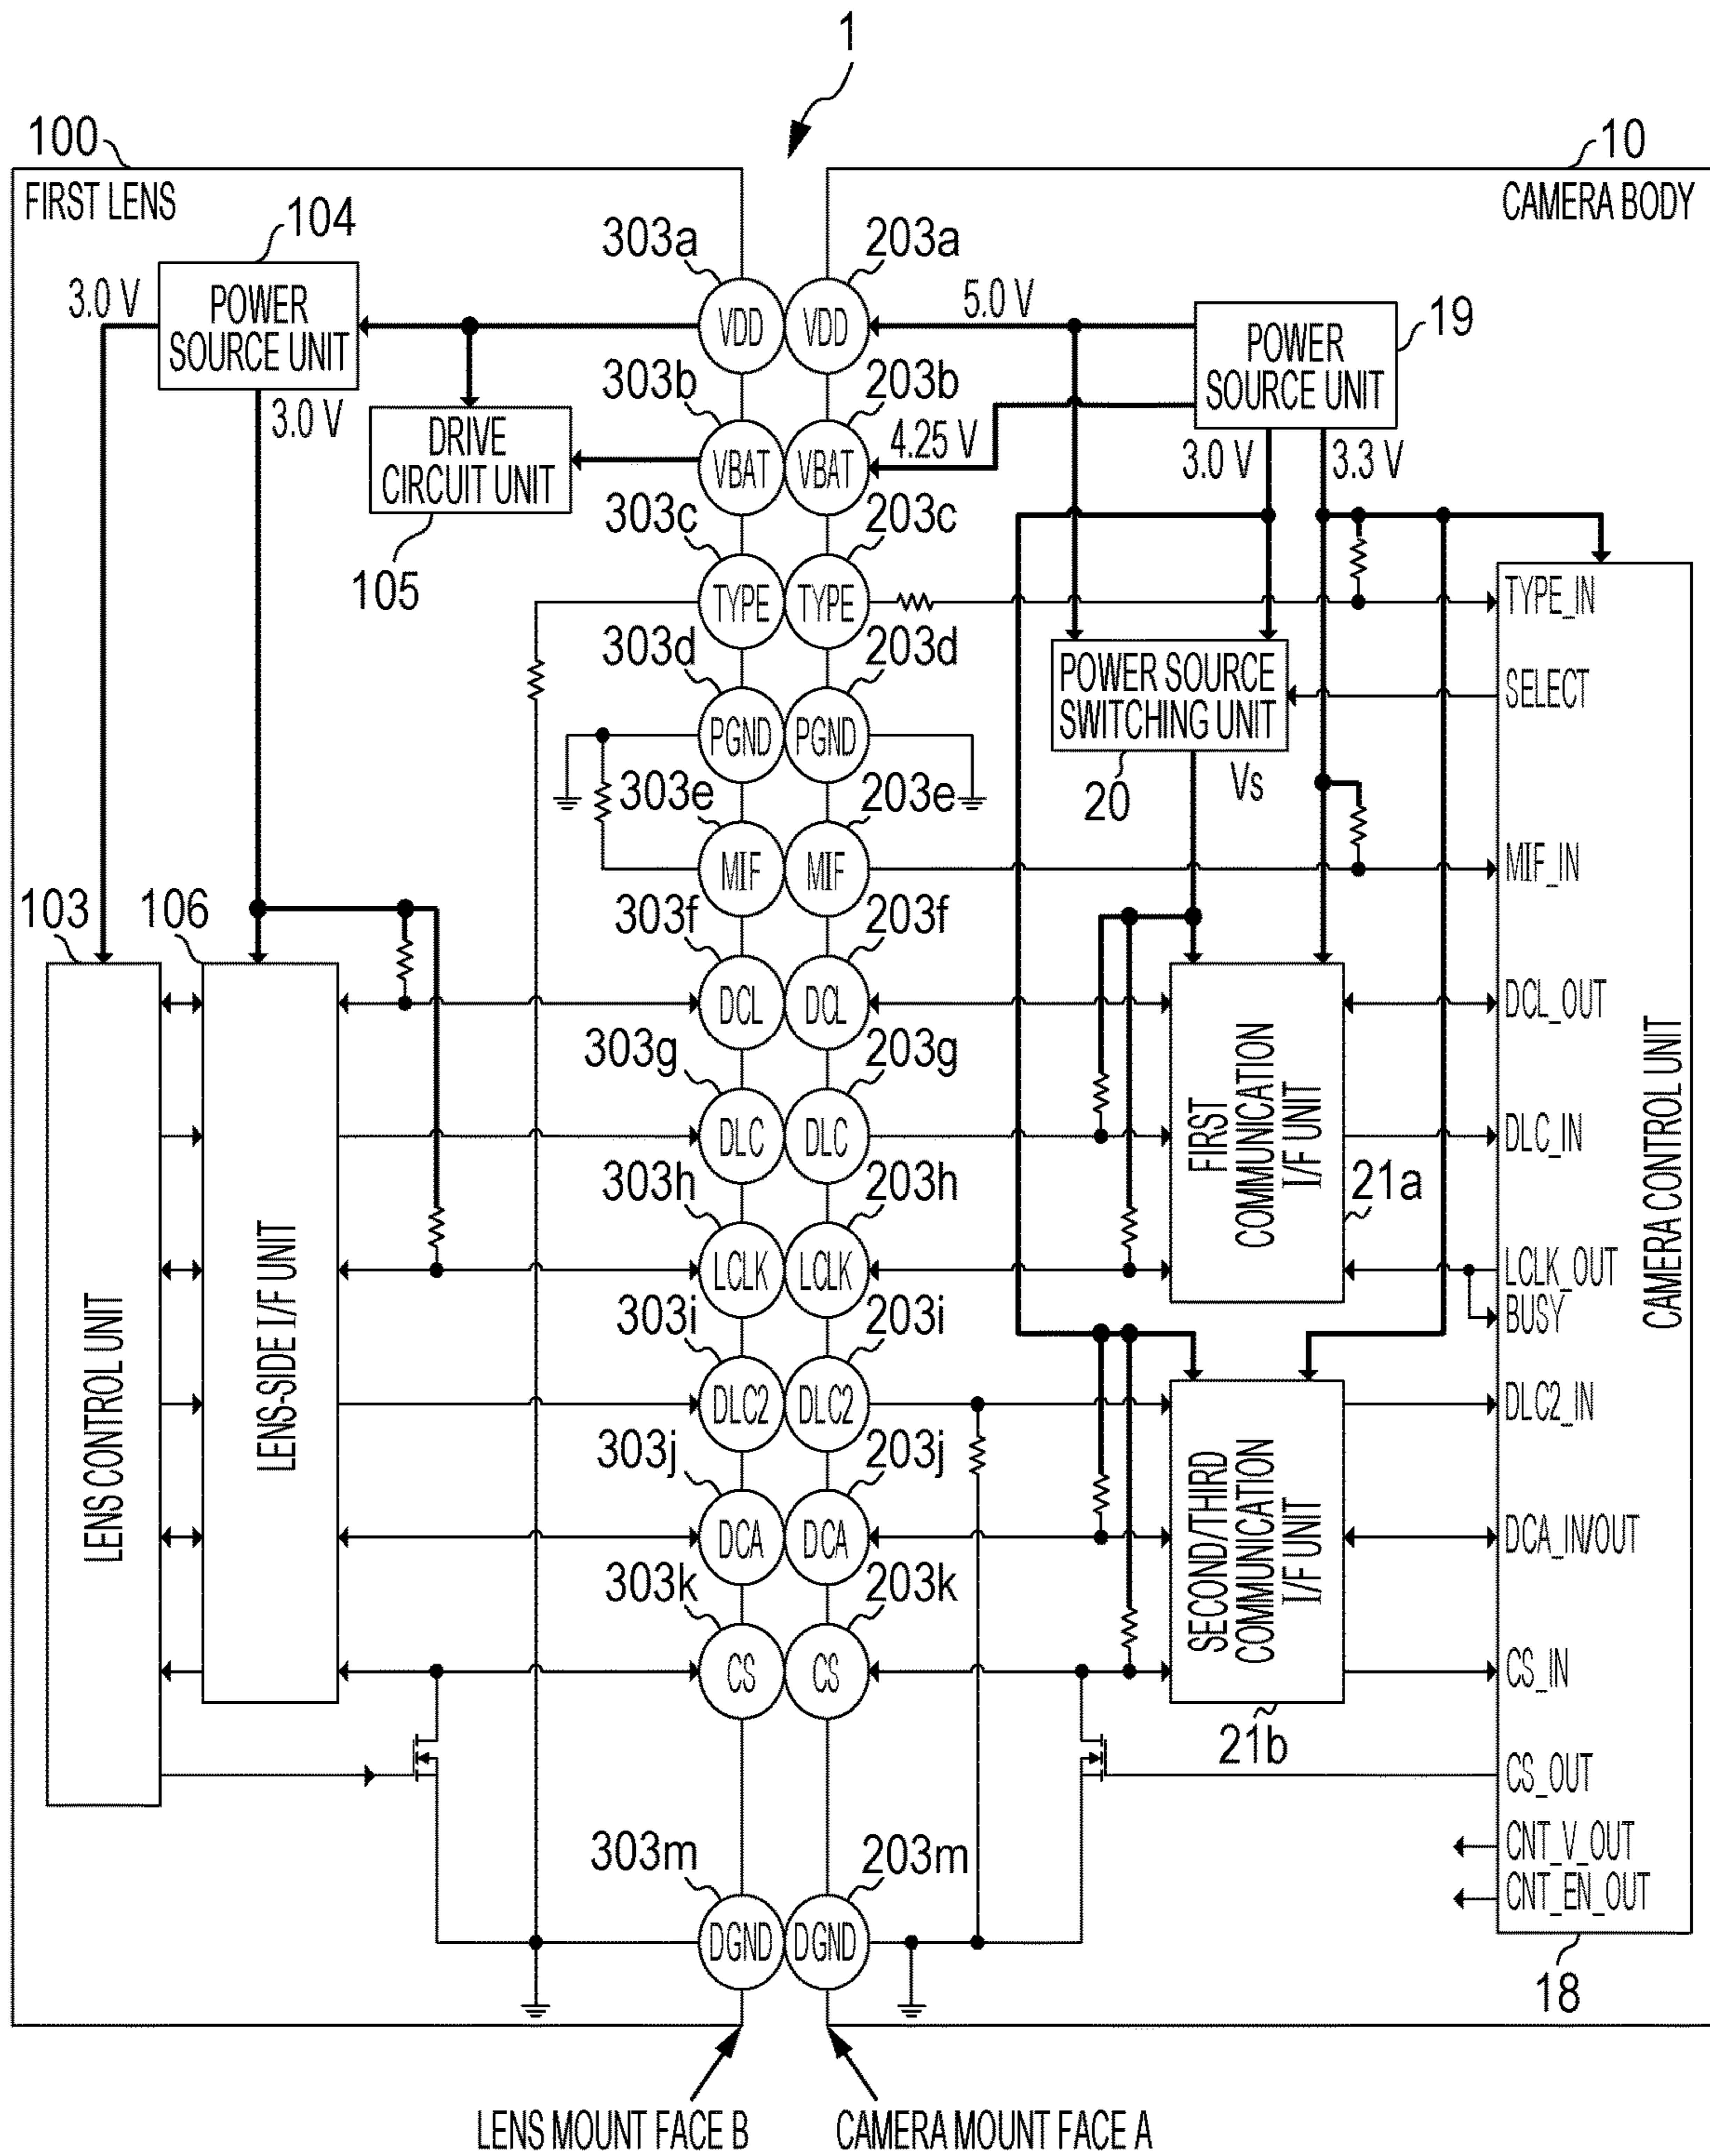 1
100
10
FIRST LENS
CAMERA BODY
104
303a
203a
3.0 V
POWER
SOURCE UNIT
VDD
VDD
5.0 V
POWER
SOURCE UNIT
19
3.0 V
303b
203b
DRIVE
CIRCUIT UNIT
VBAT
VBAT
4.25 V
3.0 V
3.3 V
105
303c
203c
TYPE
TYPE
TYPE_IN
303d
203d
POWER SOURCE
SWITCHING UNIT
SELECT
PGND
PGND
20
Vs
303e
203e
MIF
MIF
MIF_IN
103
106
303f
203f
DCL
DCL
DCL_OUT
303g
203g
DLC
DLC
DLC_IN
FIRST
COMMUNICATION
I/F UNIT
21a
CAMERA CONTROL UNIT
303h
203h
LCLK
LCLK
LCLK_OUT
BUSY
LENS CONTROL UNIT
LENS-SIDE I/F UNIT
303i
203i
DLC2
DLC2
DLC2_IN
303j
203j
DCA
DCA
SECOND/THIRD
COMMUNICATION
I/F UNIT
DCA_IN/OUT
303k
203k
CS
CS
CS_IN
21b
CS_OUT
303m
203m
CNT_V_OUT
CNT_EN_OUT
DGND
DGND
18
LENS MOUNT FACE B
CAMERA MOUNT FACE A